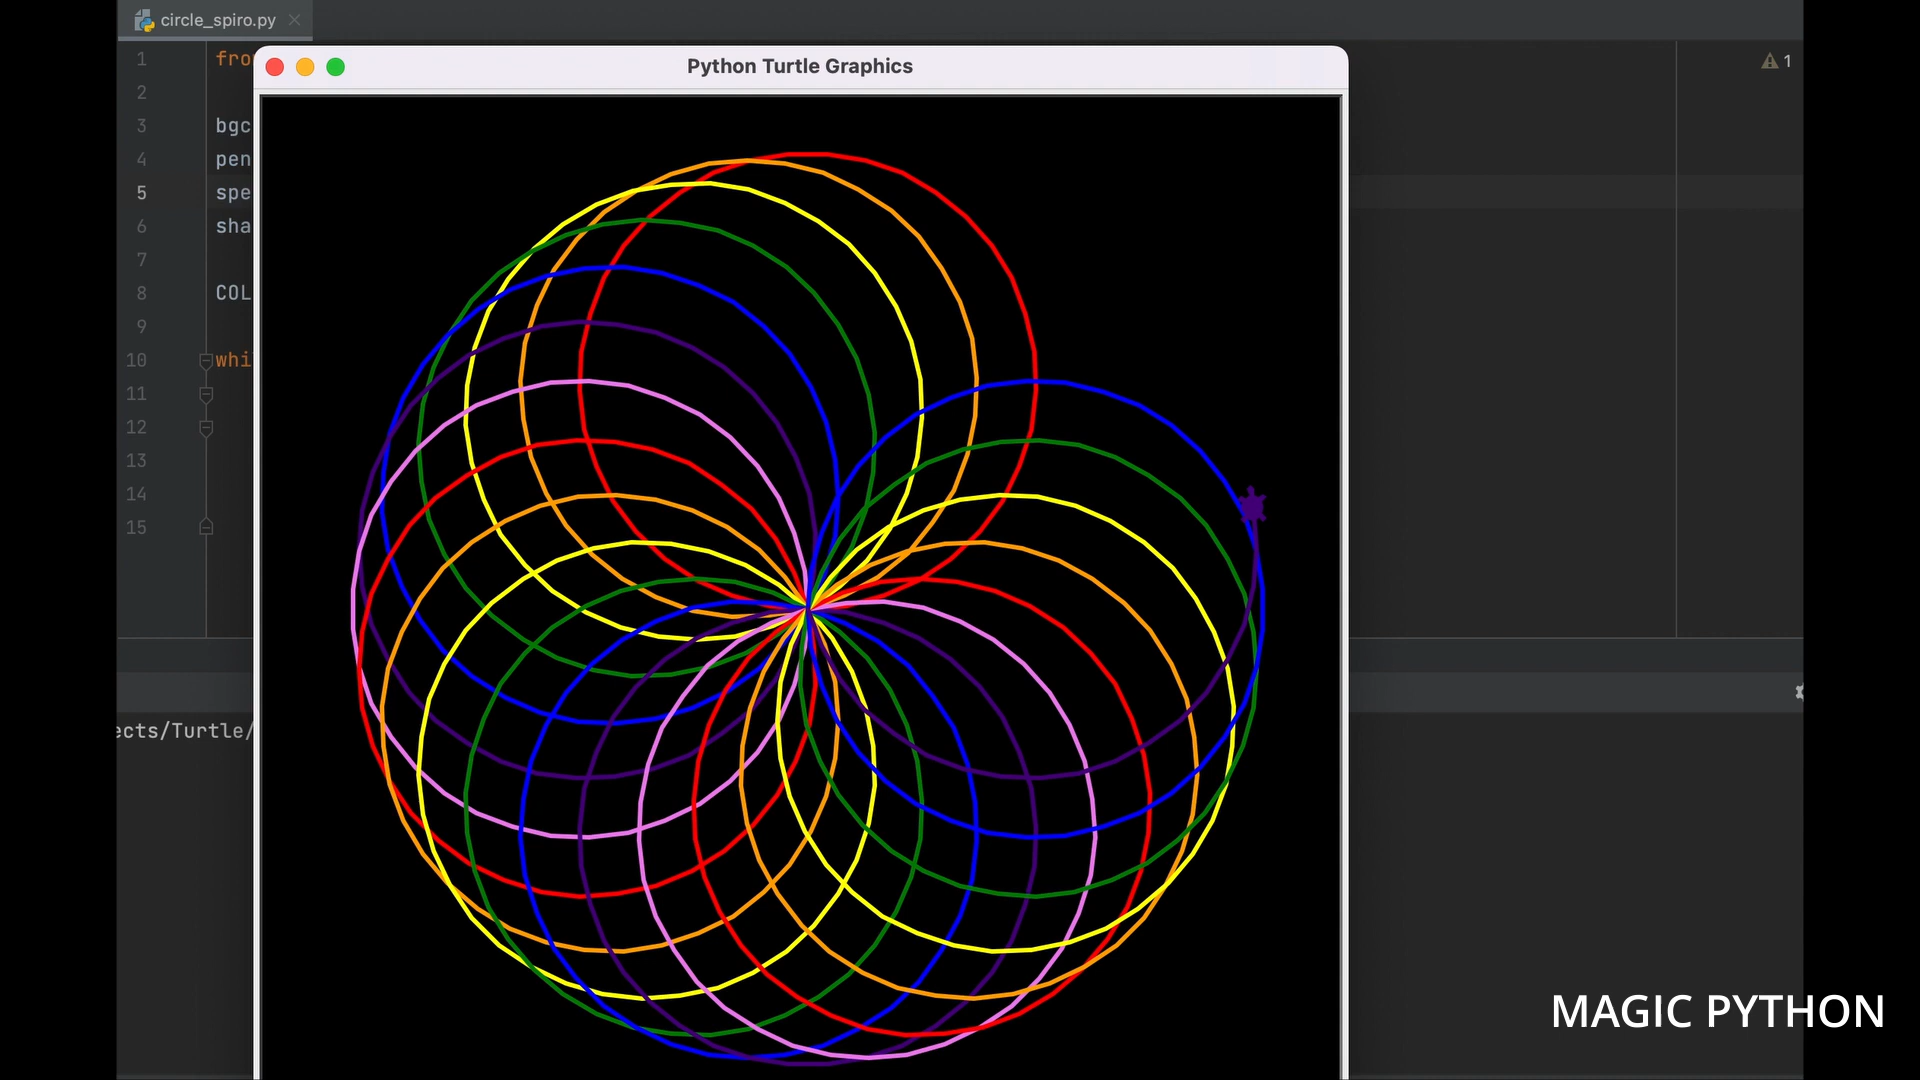 circle_spiro.py
Python Turtle Graphics
1 fro
2
3 bgc
4 pen
5 spe
6 sha
7
8 COL
9
10 whi
11
12
13
14
15
1
ects/Turtle/
MAGIC PYTHON